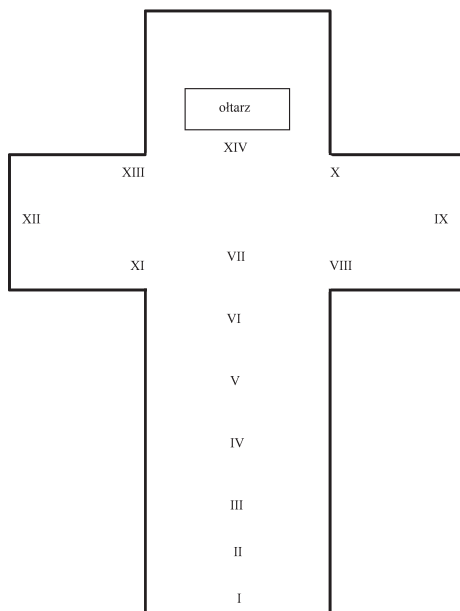 ołtarz
XIV
XIII X
XII IX
XI VII VIII
VI
V
IV
III
II
I